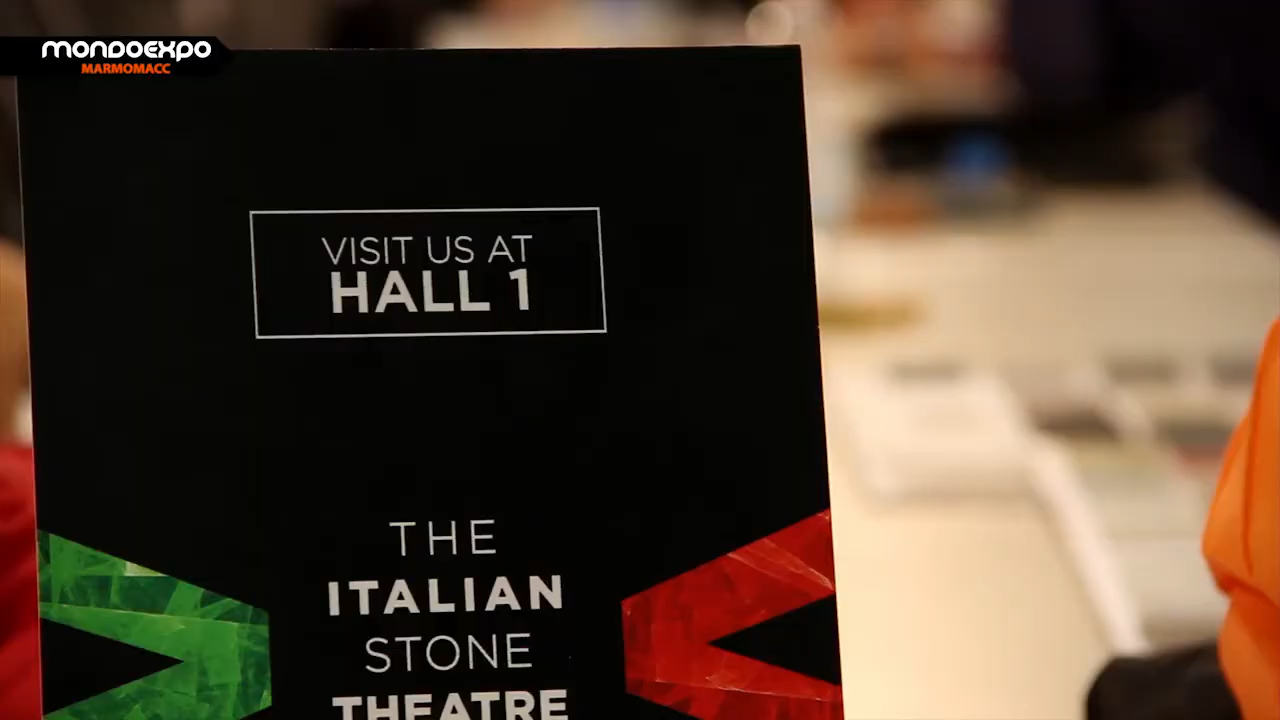 MONDOEXPO
MARMOMACC
VISIT US AT
HALL 1
THE
ITALIAN
STONE
THEATRE